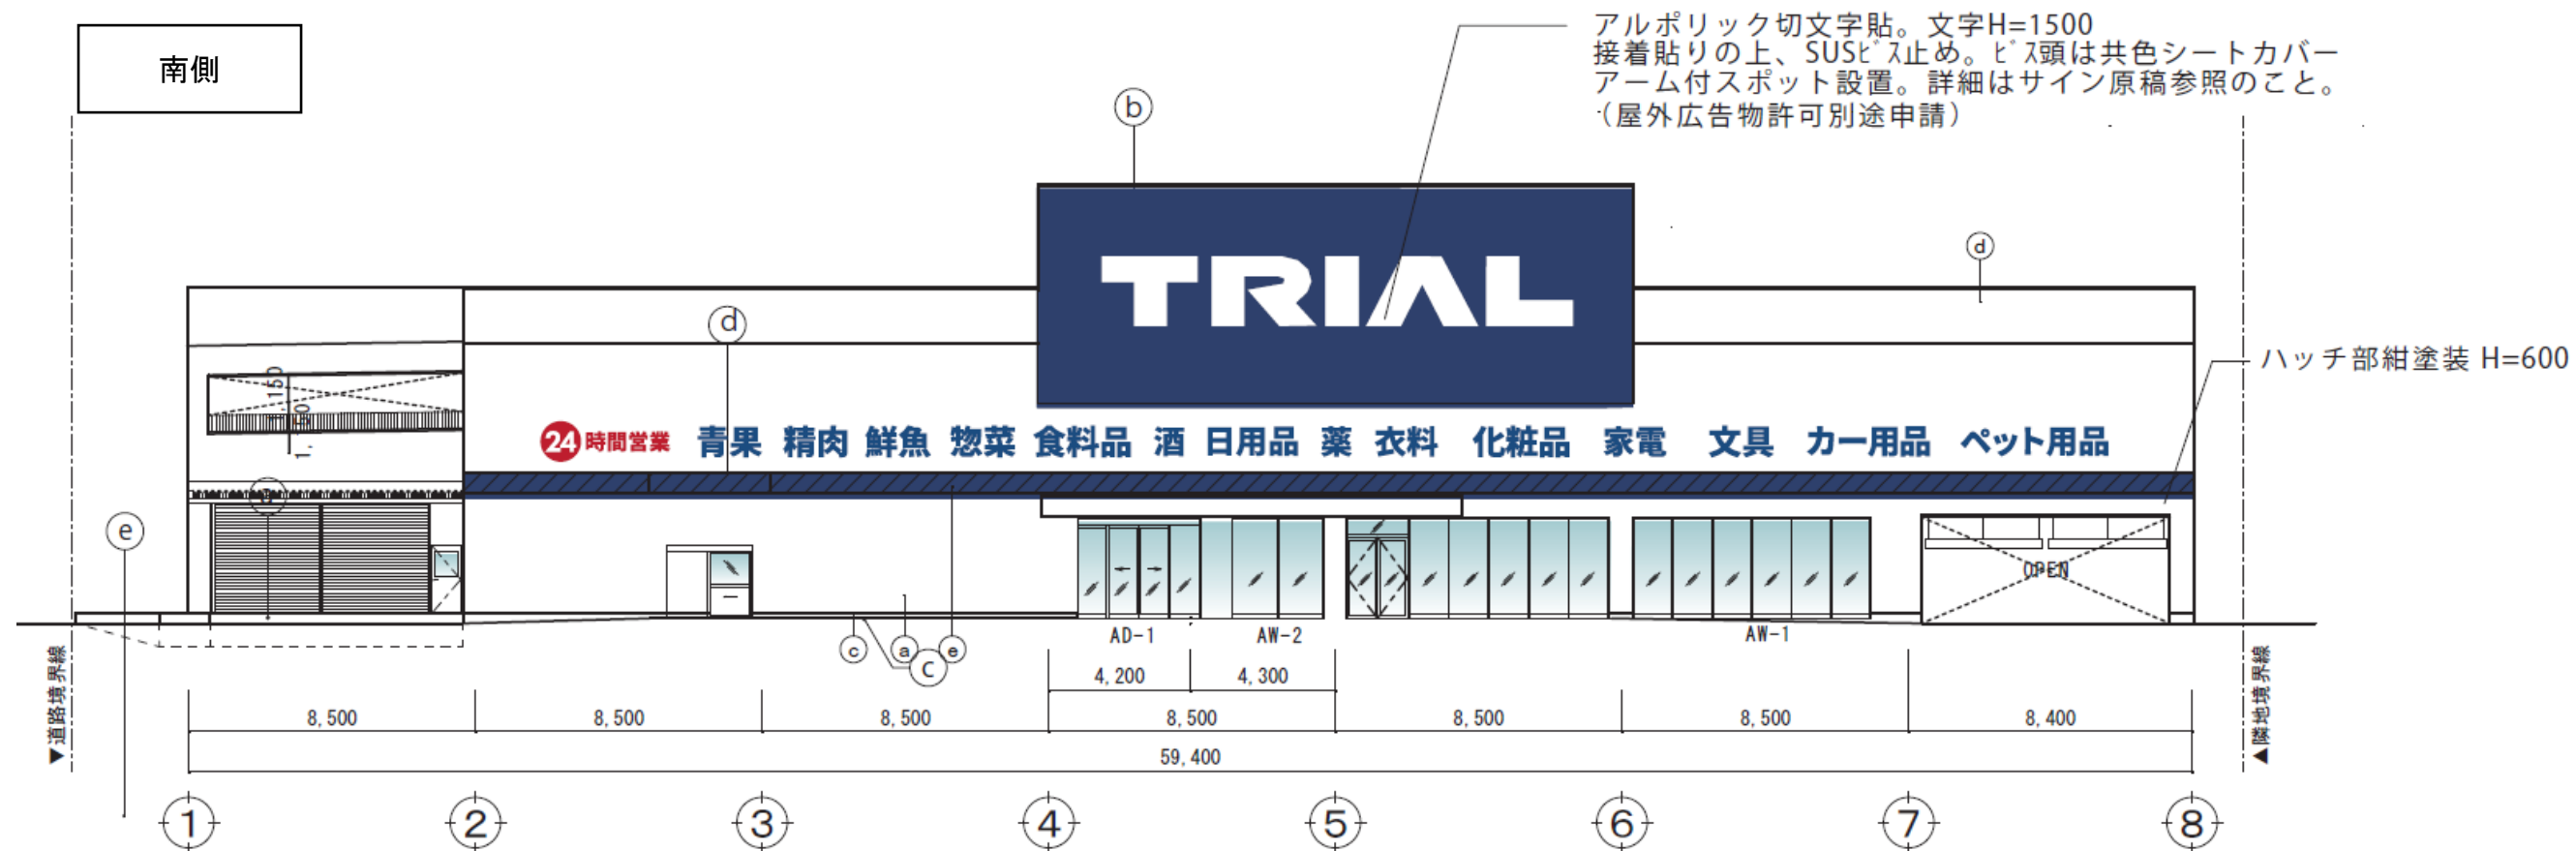 南側
アルポリック切文字貼。文字H=1500
接着貼りの上、SUSビス止め。ビス頭は共色シートカバー
アーム付スポット設置。詳細はサイン原稿参照のこと。
（屋外広告物許可別途申請）
b
TRIAL
d
d
ハッチ部紺塗装 H=600
1,150
24時間営業 青果 精肉 鮮魚 惣菜 食料品 酒 日用品 薬 衣料 化粧品 家電 文具 カー用品 ペット用品
e
OPEN
AD-1 AW-2 AW-1
c a e
C
4,200 4,300
8,500 8,500 8,500 8,500 8,500 8,500 8,400
59,400
▼道路境界線
▲隣地境界線
1 2 3 4 5 6 7 8